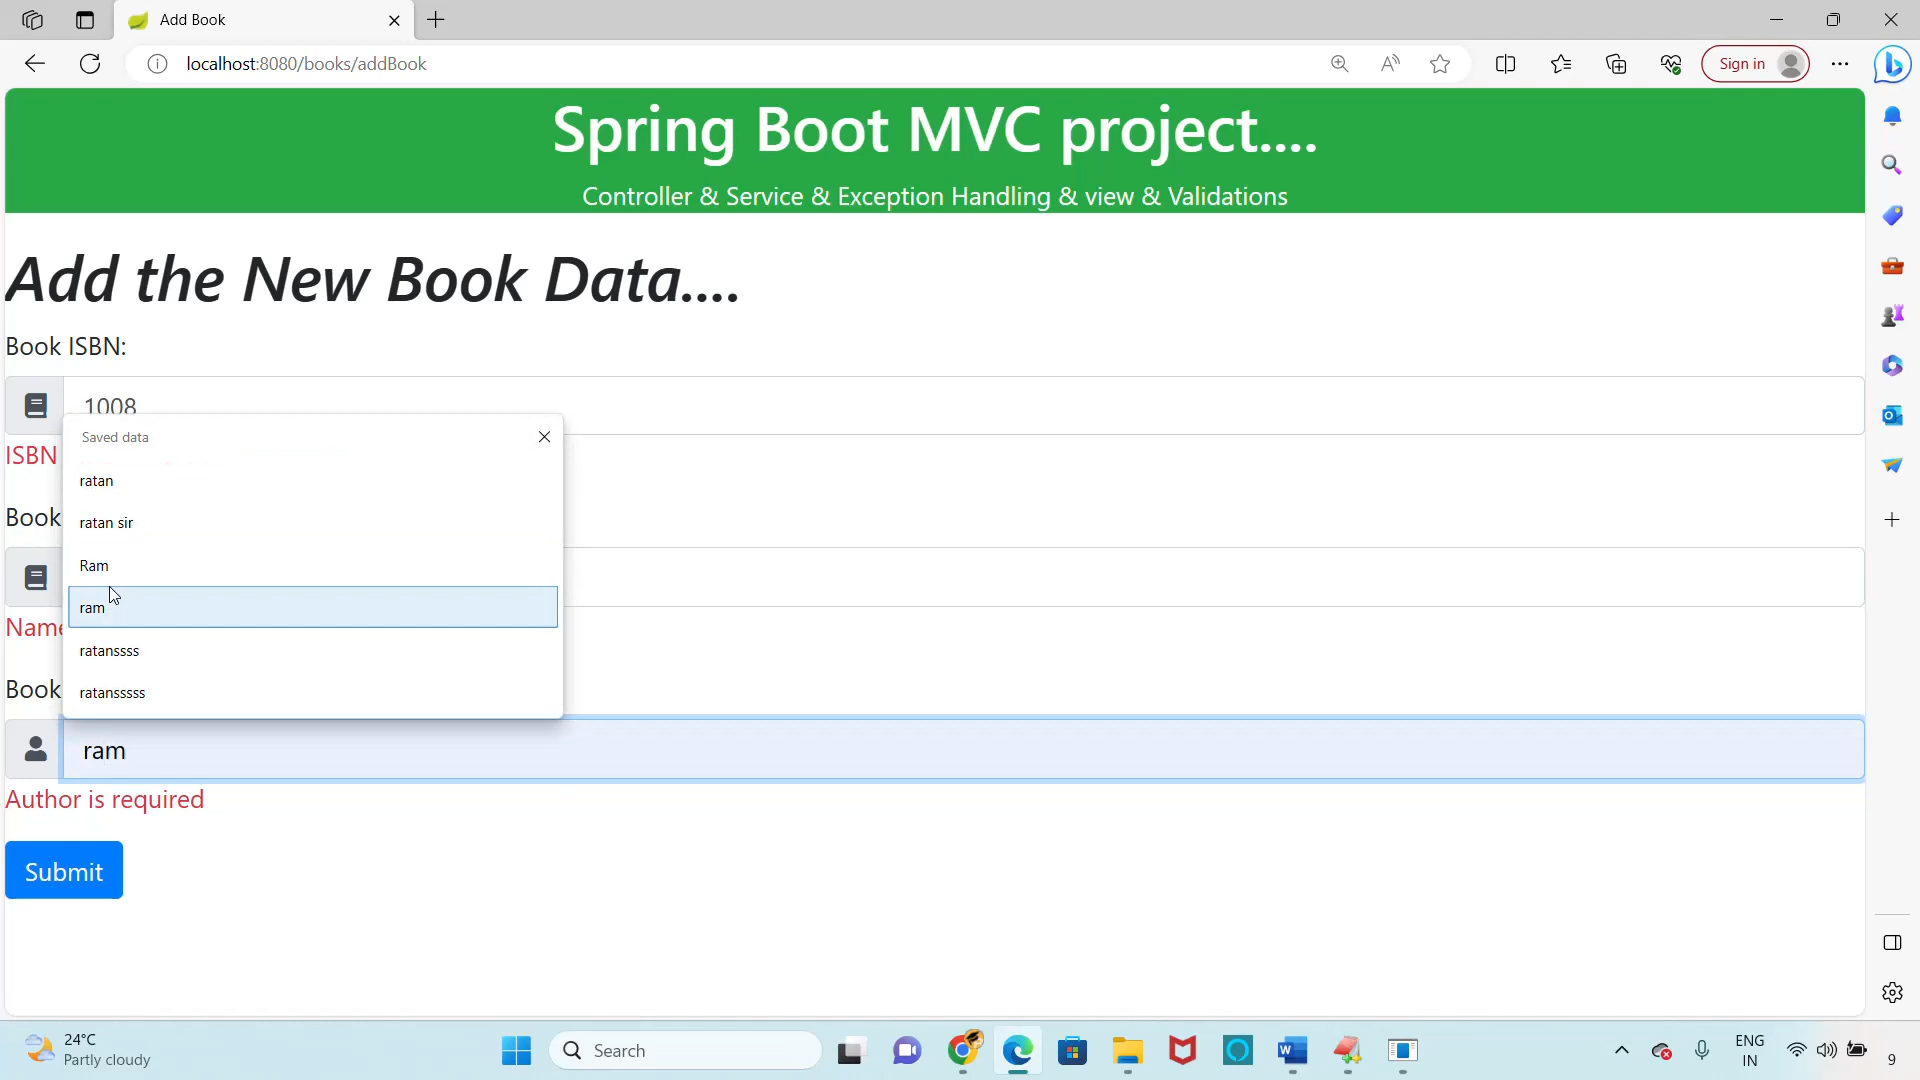 Add Book
localhost:8080/books/addBook
Sign in
Spring Boot MVC project....
Controller & Service & Exception Handling & view & Validations
Add the New Book Data....
Book ISBN:
1008
ISBN
Saved data
ratan
ratan sir
Book
Ram
ram
Name
ratanssss
Book
ratansssss
ram
Author is required
Submit
24°C
Partly cloudy
Search
ENG
IN
9